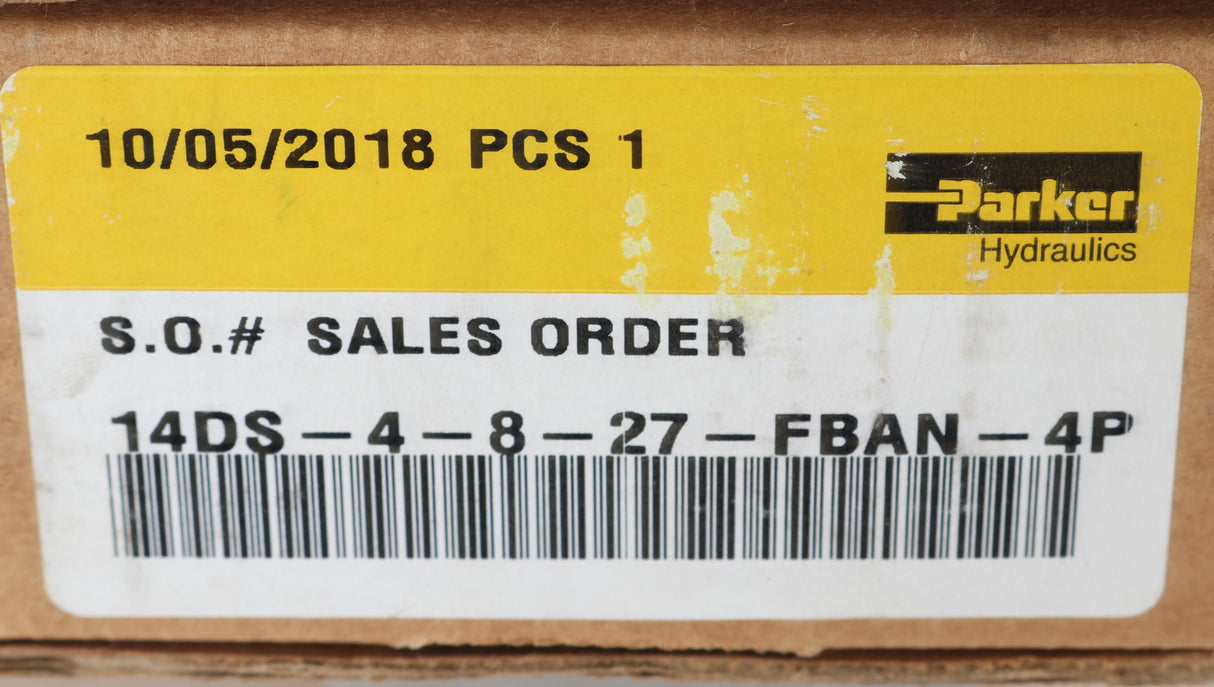 10/05/2018 PCS 1
Parker
Hydraulics
S.O.# SALES ORDER
14DS-4-8-27-FBAN-4P